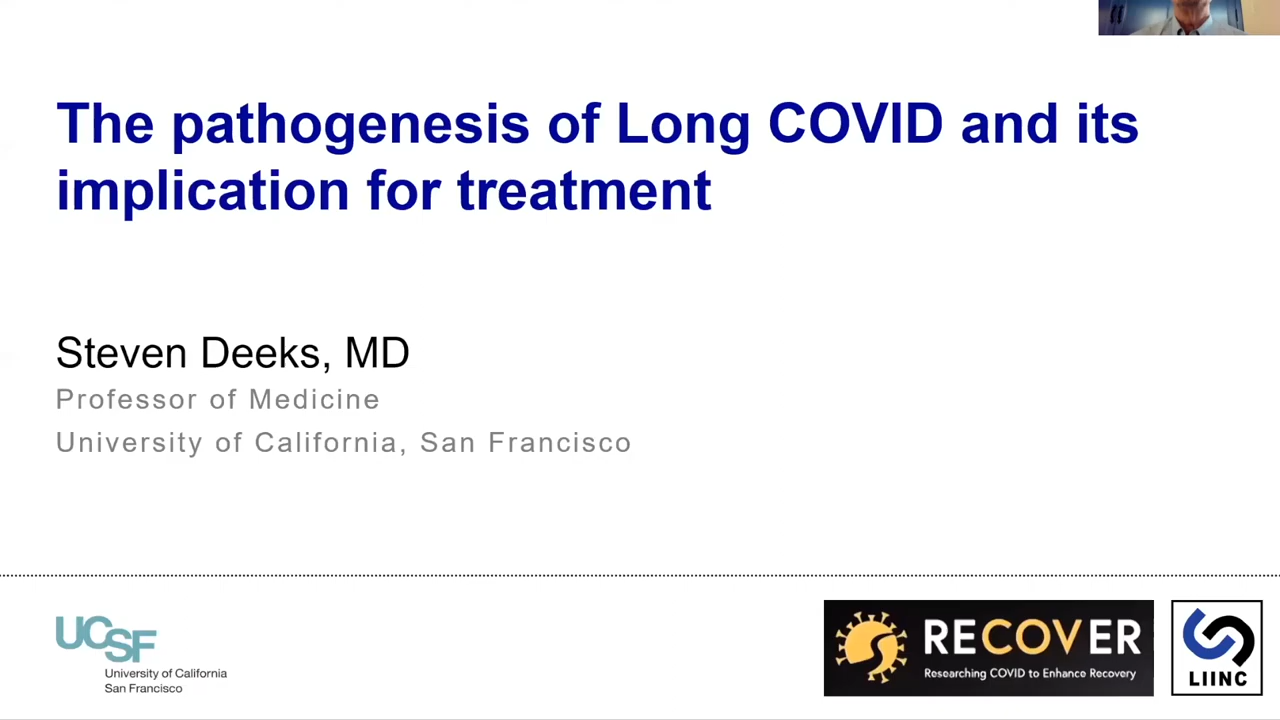 The pathogenesis of Long COVID and its
implication for treatment
Steven Deeks, MD
Professor of Medicine
University of California, San Francisco
UCSF
University of California
San Francisco
RECOVER
Researching COVID to Enhance Recovery
LIINC